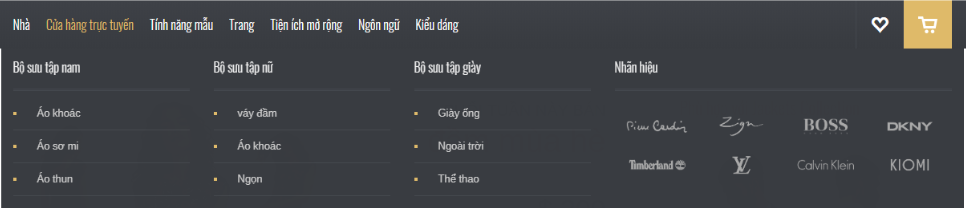 Nhà Cửa hàng trực tuyến Tính năng mẫu Trang Tiện ích mở rộng Ngôn ngữ Kiểu dáng
Bộ sưu tập nam Bộ sưu tập nữ Bộ sưu tập giày Nhãn hiệu
Áo khoác váy đầm Giày ống
Pierre Cardin Zign BOSS DKNY
Áo sơ mi Áo khoác Ngoài trời
Timberland LV Calvin Klein KIOMI
Áo thun Ngọn Thể thao